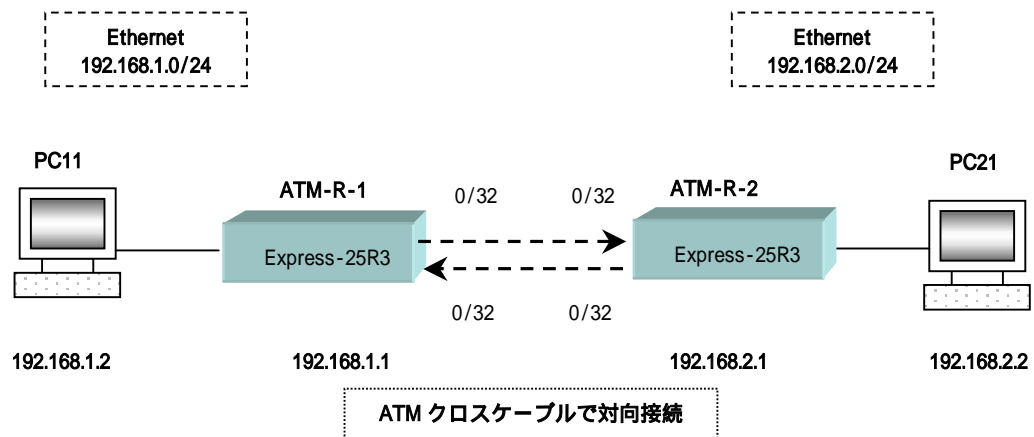 Ethernet
192.168.1.0/24
Ethernet
192.168.2.0/24
PC11
PC21
ATM-R-1
0/32
0/32
ATM-R-2
Express-25R3
Express-25R3
0/32
0/32
192.168.1.2
192.168.1.1
192.168.2.1
192.168.2.2
ATM クロスケーブルで対向接続